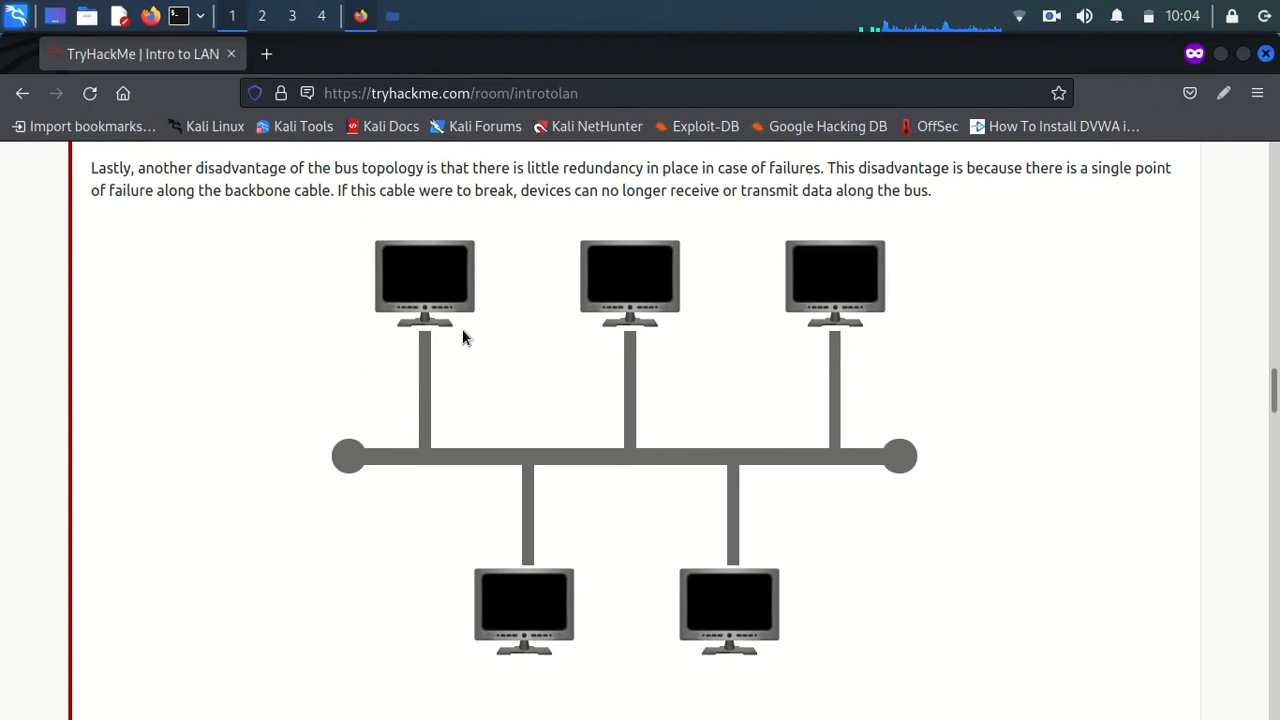 1 2 3 4 10:04
TryHackMe | Intro to LAN
https://tryhackme.com/room/introtolan
Import bookmarks… Kali Linux Kali Tools Kali Docs Kali Forums Kali NetHunter Exploit-DB Google Hacking DB OffSec How To Install DVWA i…
Lastly, another disadvantage of the bus topology is that there is little redundancy in place in case of failures. This disadvantage is because there is a single point
of failure along the backbone cable. If this cable were to break, devices can no longer receive or transmit data along the bus.